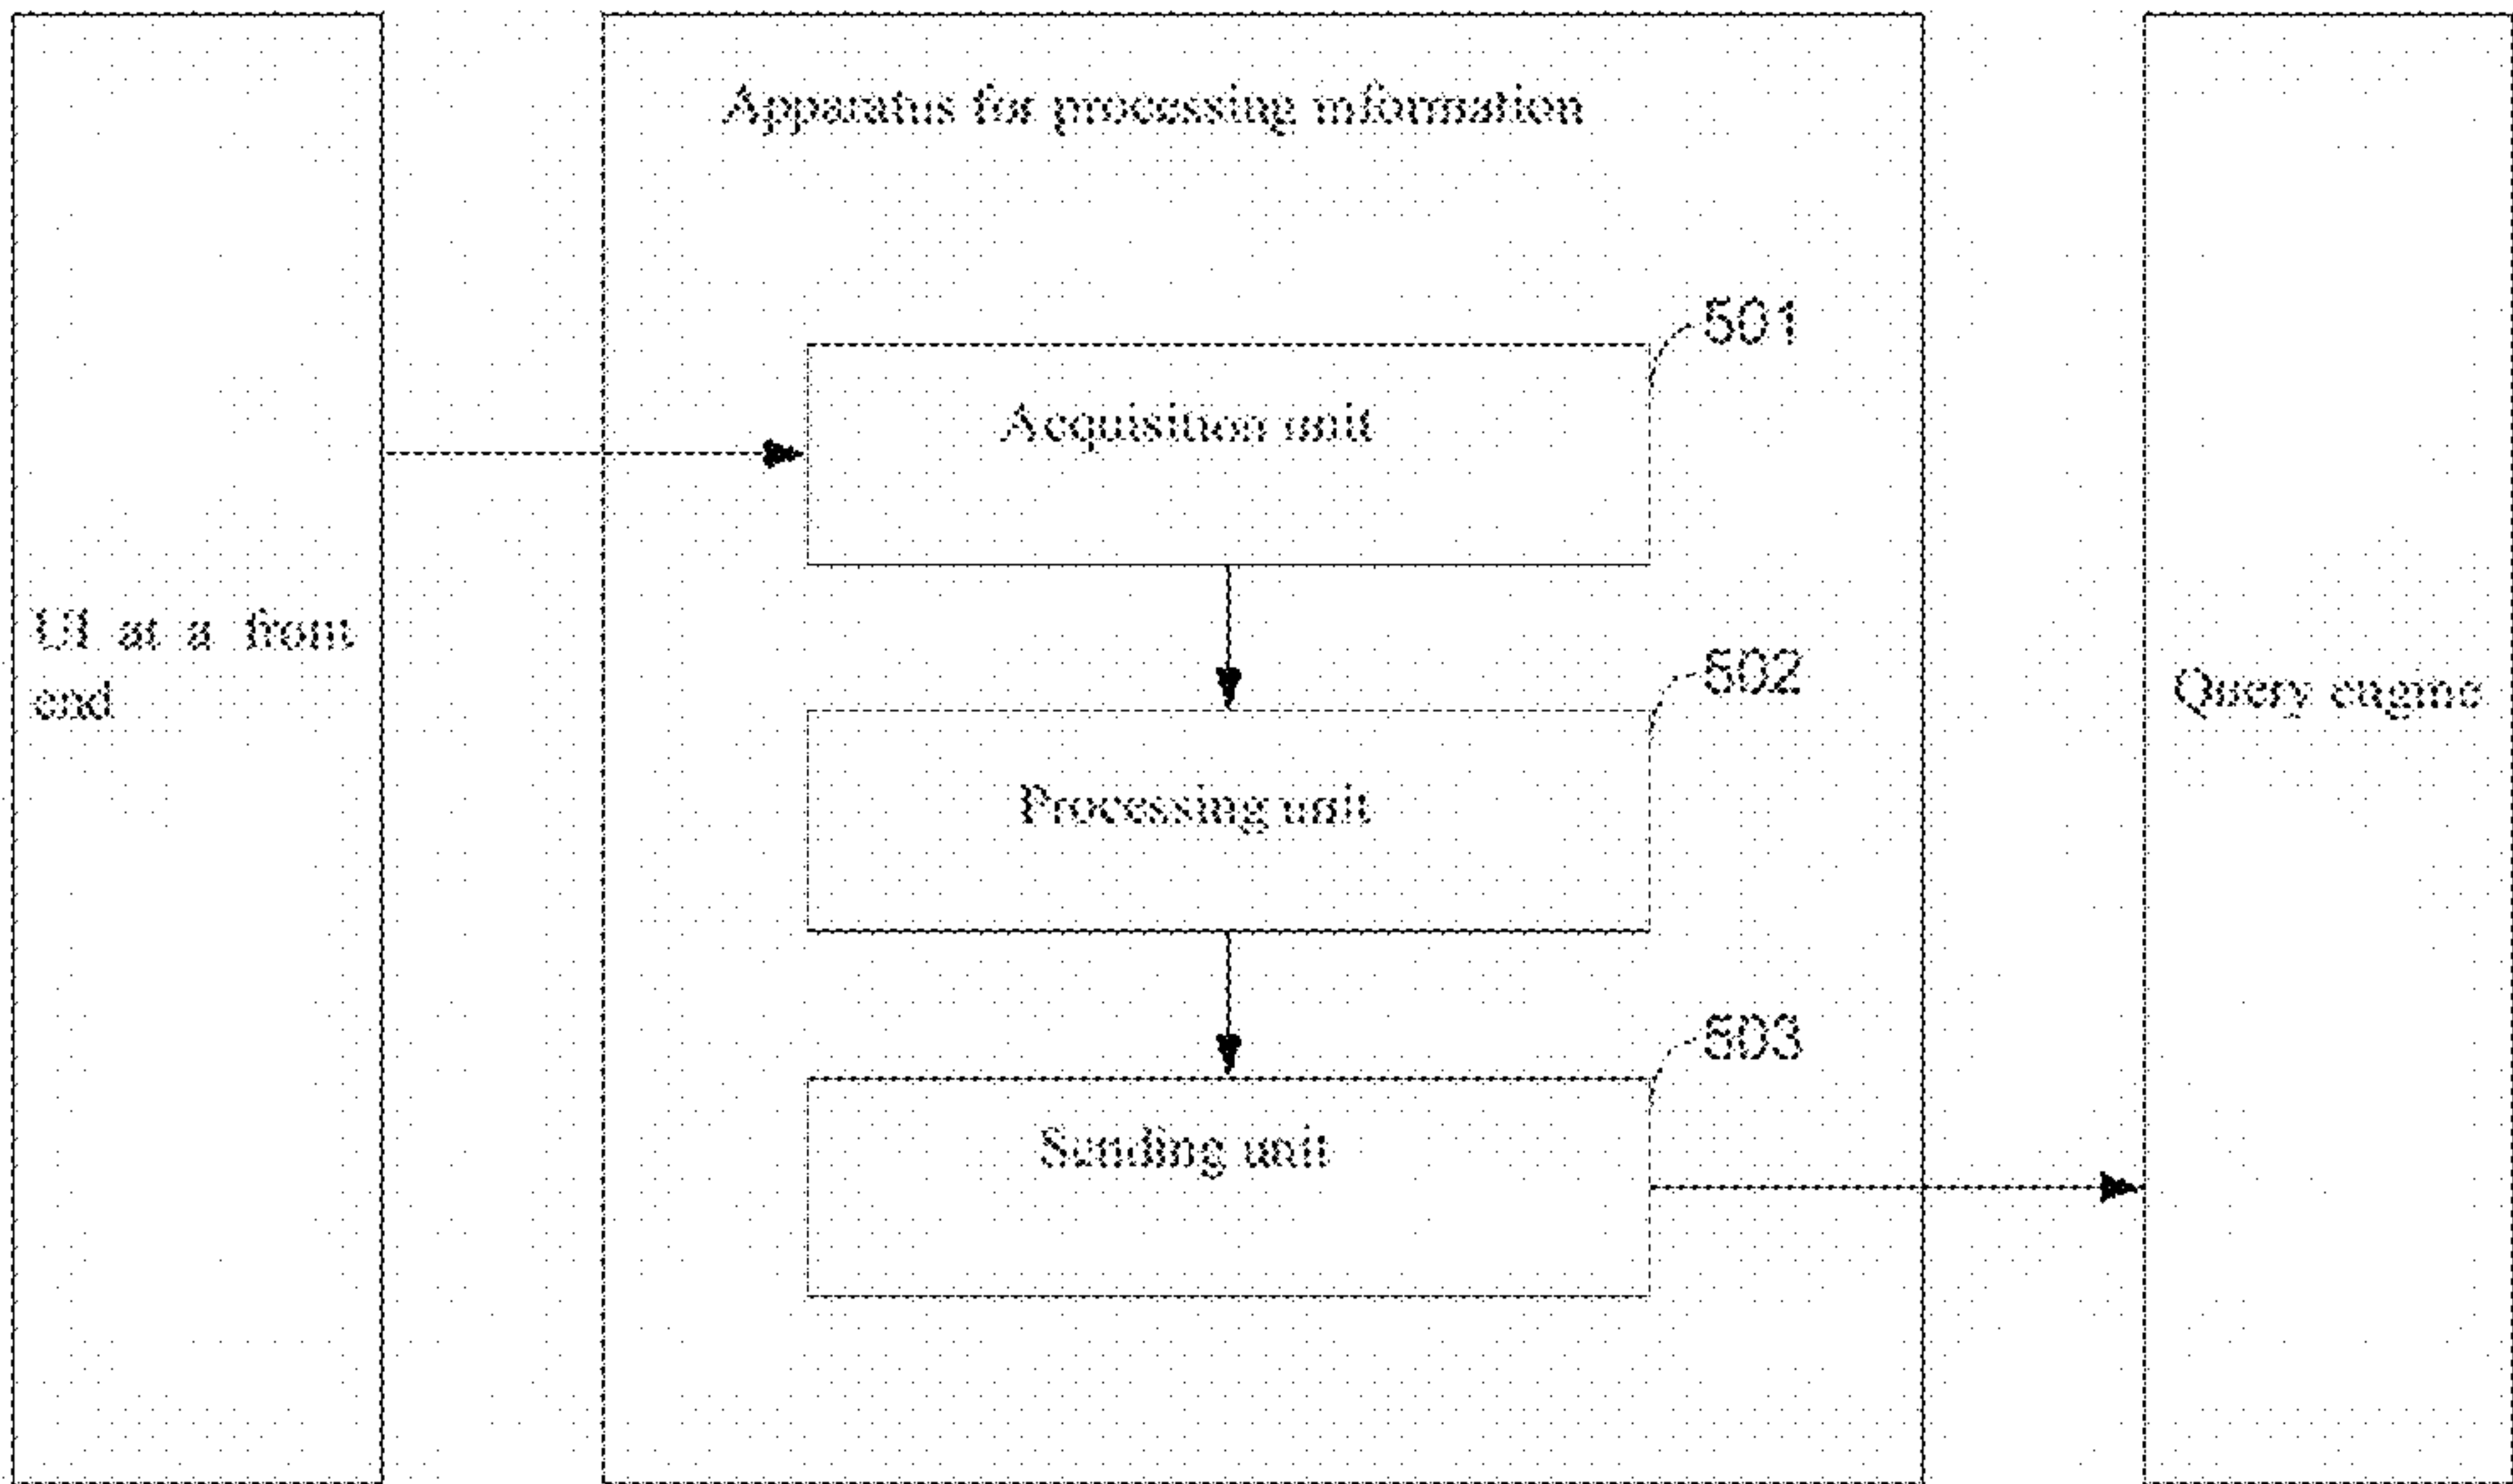 Apparatus for processing information
501
Acquisition unit
UI at a front
end
502
Query engine
Processing unit
503
Sending unit